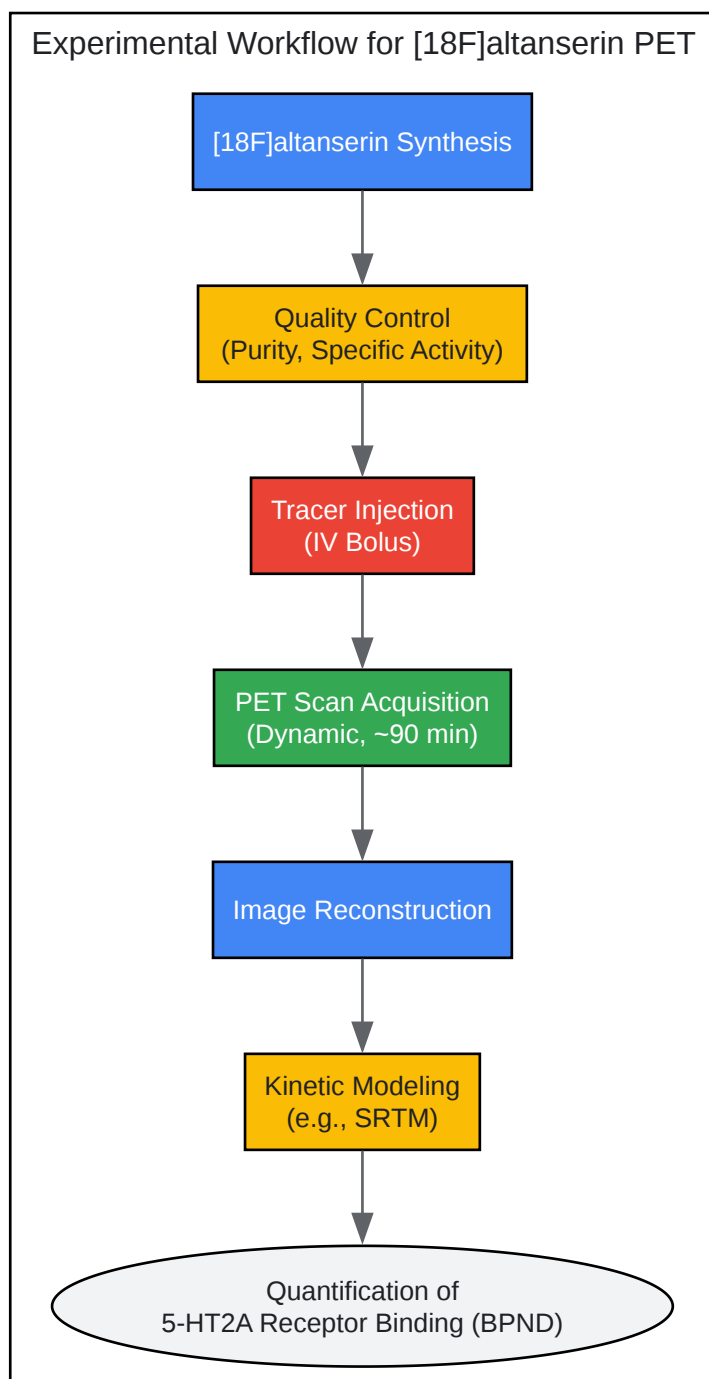 Experimental Workflow for [18F]altanserin PET
[18F]altanserin Synthesis
Quality Control
(Purity, Specific Activity)
Tracer Injection
(IV Bolus)
PET Scan Acquisition
(Dynamic, ~90 min)
Image Reconstruction
Kinetic Modeling
(e.g., SRTM)
Quantification of
5-HT2A Receptor Binding (BPND)